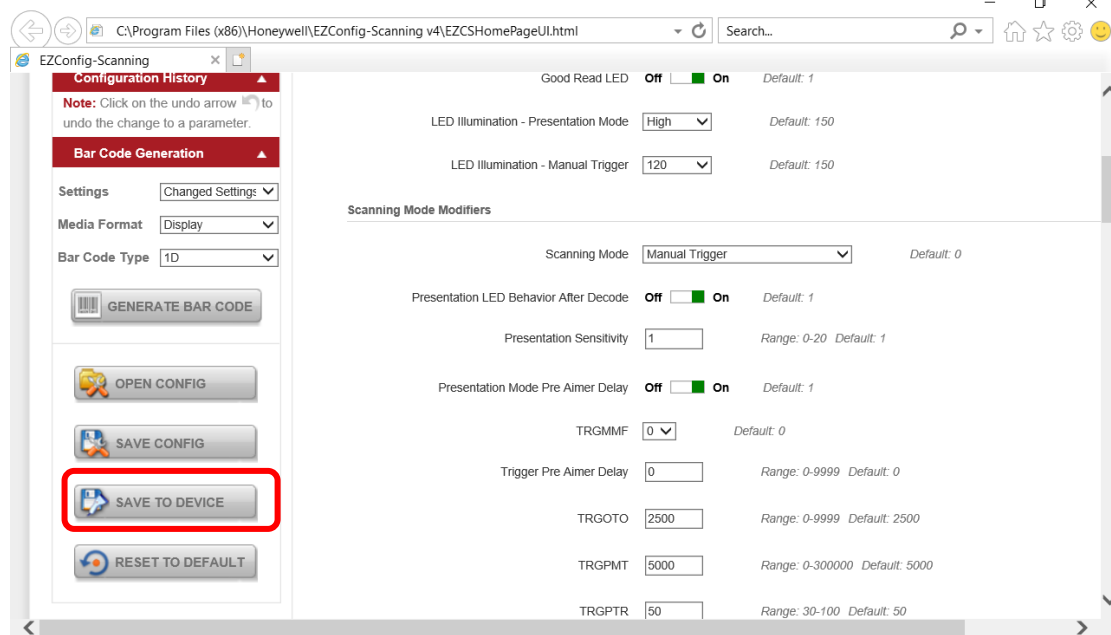 C:\Program Files (x86)\Honeywell\EZConfig-Scanning v4\EZCSHomePageUI.html
Search...
EZConfig-Scanning
Configuration History
Note: Click on the undo arrow to
undo the change to a parameter.
Bar Code Generation
Settings Changed Settings
Media Format Display
Bar Code Type 1D
GENERATE BAR CODE
OPEN CONFIG
SAVE CONFIG
SAVE TO DEVICE
RESET TO DEFAULT
Good Read LED Off On Default: 1
LED Illumination - Presentation Mode High Default: 150
LED Illumination - Manual Trigger 120 Default: 150
Scanning Mode Modifiers
Scanning Mode Manual Trigger Default: 0
Presentation LED Behavior After Decode Off On Default: 1
Presentation Sensitivity 1 Range: 0-20 Default: 1
Presentation Mode Pre Aimer Delay Off On Default: 1
TRGMMF 0 Default: 0
Trigger Pre Aimer Delay 0 Range: 0-9999 Default: 0
TRGOTO 2500 Range: 0-9999 Default: 2500
TRGPMT 5000 Range: 0-300000 Default: 5000
TRGPTR 50 Range: 30-100 Default: 50